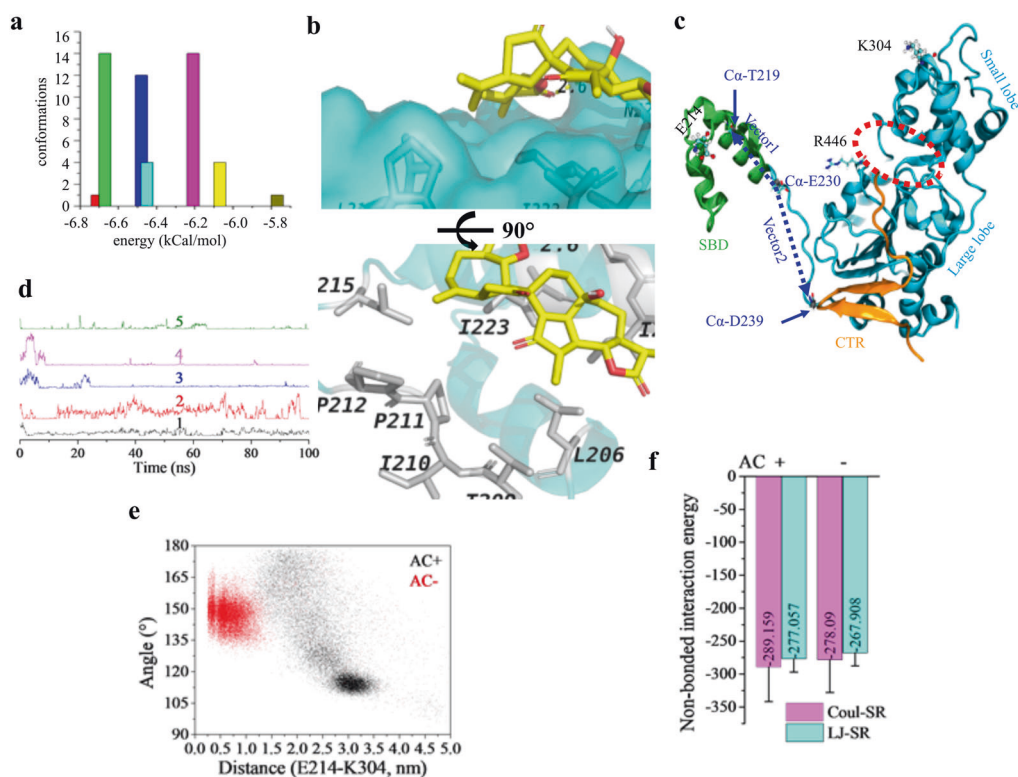 a
conformations
16
14
12
10
8
6
4
2
0
-6.8 -6.6 -6.4 -6.2 -6.0 -5.8
energy (kCal/mol)
b
2.6
90°
2.6
215
I223
P212
P211
I210
L206
c
K304
Cα-T219
E214
Small lobe
Vector1
R446
Cα-E230
SBD
Vector2
Large lobe
Cα-D239
CTR
d
5
4
3
2
1
0 20 40 60 80 100
Time (ns)
e
180
165
150
135
120
105
90
Angle (°)
AC+
AC-
0.0 0.5 1.0 1.5 2.0 2.5 3.0 3.5 4.0 4.5 5.0
Distance (E214-K304, nm)
f
AC + -
0
-50
-100
-150
-200
-250
-300
-350
Non-bonded interaction energy
-289.159
-277.057
-278.09
-267.908
Coul-SR
LJ-SR